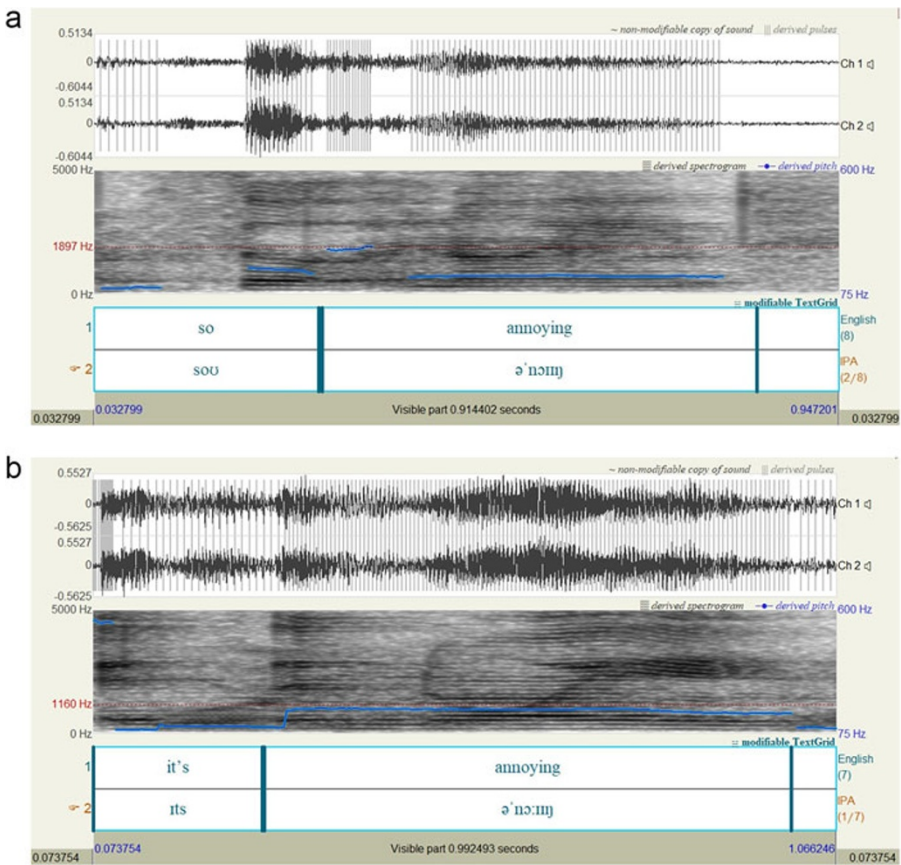 a
0.5134
~ non-modifiable copy of sound derived pulses
0
Ch 1
-0.6044
0.5134
0
Ch 2
-0.6044
derived spectrogram derived pitch
5000 Hz
600 Hz
1897 Hz
0 Hz
75 Hz
modifiable TextGrid
1 so annoying English
(8)
2 soʊ əˈnɔɪɪŋ IPA
(2/8)
0.032799 0.032799 Visible part 0.914402 seconds 0.947201 0.032799
b
0.5527
~ non-modifiable copy of sound derived pulses
0
Ch 1
-0.5625
0.5527
0
Ch 2
-0.5625
derived spectrogram derived pitch
5000 Hz
600 Hz
1160 Hz
0 Hz
75 Hz
modifiable TextGrid
1 it's annoying English
(7)
2 ɪts əˈnɔːɪɪŋ IPA
(1/7)
0.073754 0.073754 Visible part 0.992493 seconds 1.066246 0.073754